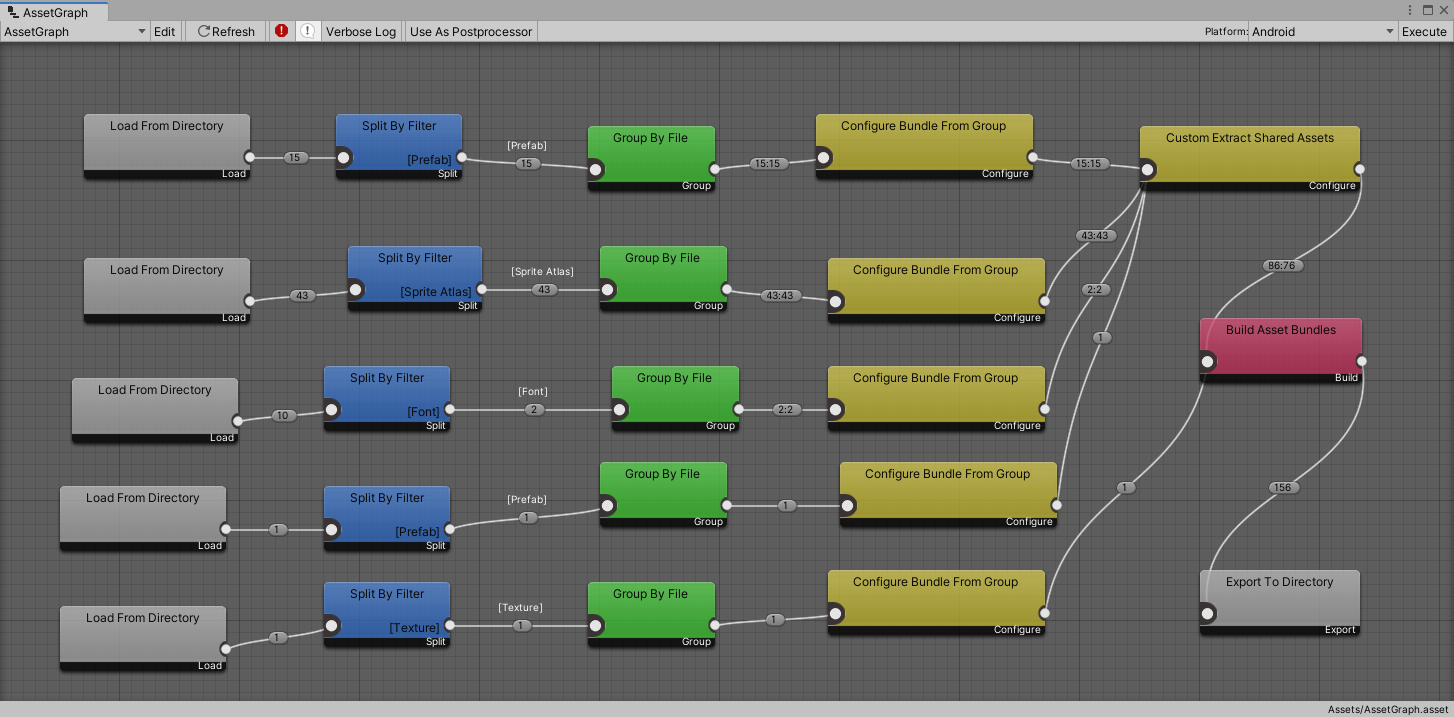 AssetGraph
AssetGraph Edit Refresh Verbose Log Use As Postprocessor Platform: Android Execute
Load From Directory
Load
15
Split By Filter
[Prefab]
Split
[Prefab]
15
Group By File
Group
15:15
Configure Bundle From Group
Configure
15:15
Custom Extract Shared Assets
Configure
Load From Directory
Load
43
Split By Filter
[Sprite Atlas]
Split
[Sprite Atlas]
43
Group By File
Group
43:43
Configure Bundle From Group
Configure
43:43
86:76
2:2
1
Build Asset Bundles
Build
Load From Directory
Load
10
Split By Filter
[Font]
Split
[Font]
2
Group By File
Group
2:2
Configure Bundle From Group
Configure
Load From Directory
Load
1
Split By Filter
[Prefab]
Split
[Prefab]
1
Group By File
Group
1
Configure Bundle From Group
Configure
1
156
Load From Directory
Load
1
Split By Filter
[Texture]
Split
[Texture]
1
Group By File
Group
1
Configure Bundle From Group
Configure
Export To Directory
Export
Assets/AssetGraph.asset